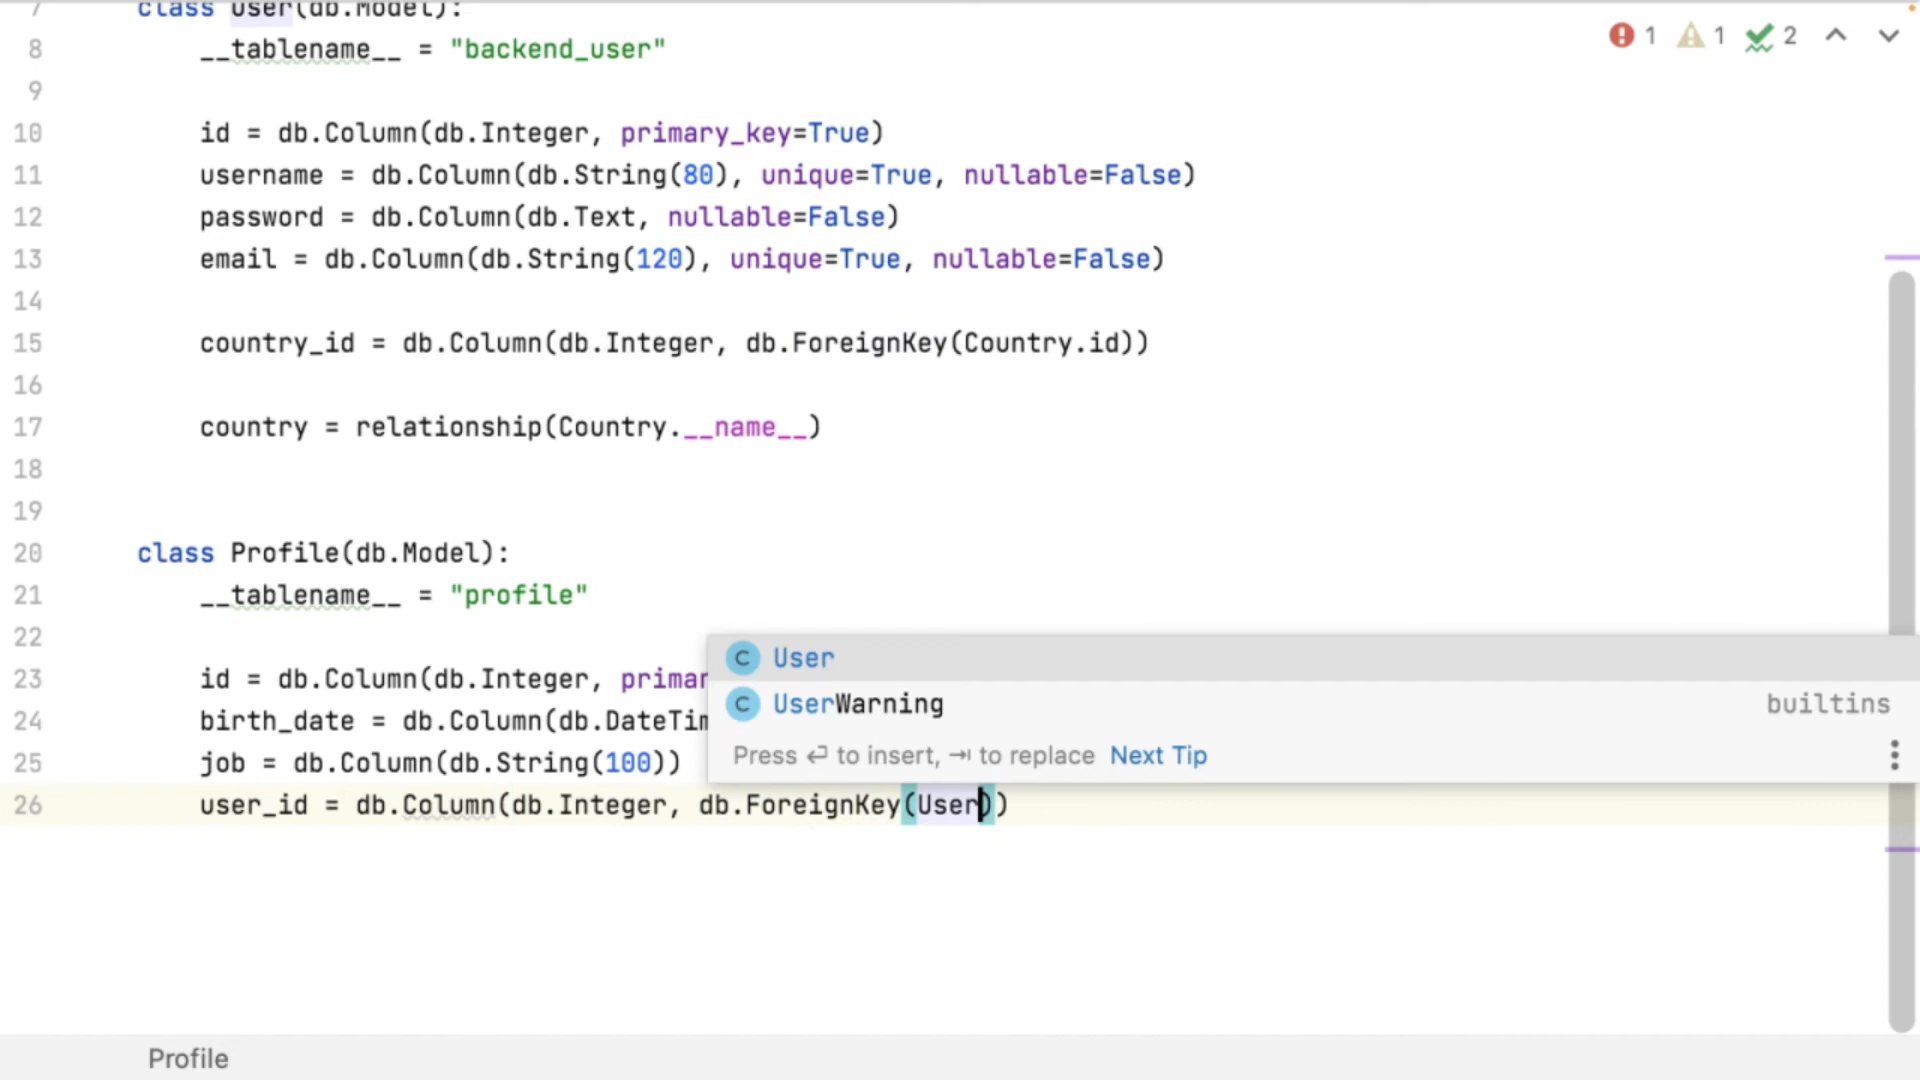 7 class User(db.Model):
8 __tablename__ = "backend_user"
9
10 id = db.Column(db.Integer, primary_key=True)
11 username = db.Column(db.String(80), unique=True, nullable=False)
12 password = db.Column(db.Text, nullable=False)
13 email = db.Column(db.String(120), unique=True, nullable=False)
14
15 country_id = db.Column(db.Integer, db.ForeignKey(Country.id))
16
17 country = relationship(Country.__name__)
18
19
20 class Profile(db.Model):
21 __tablename__ = "profile"
22
23 id = db.Column(db.Integer, primar
24 birth_date = db.Column(db.DateTim
25 job = db.Column(db.String(100))
26 user_id = db.Column(db.Integer, db.ForeignKey(User))
1 1 2
C User
C UserWarning builtins
Press ↩ to insert, ⇥ to replace Next Tip
Profile